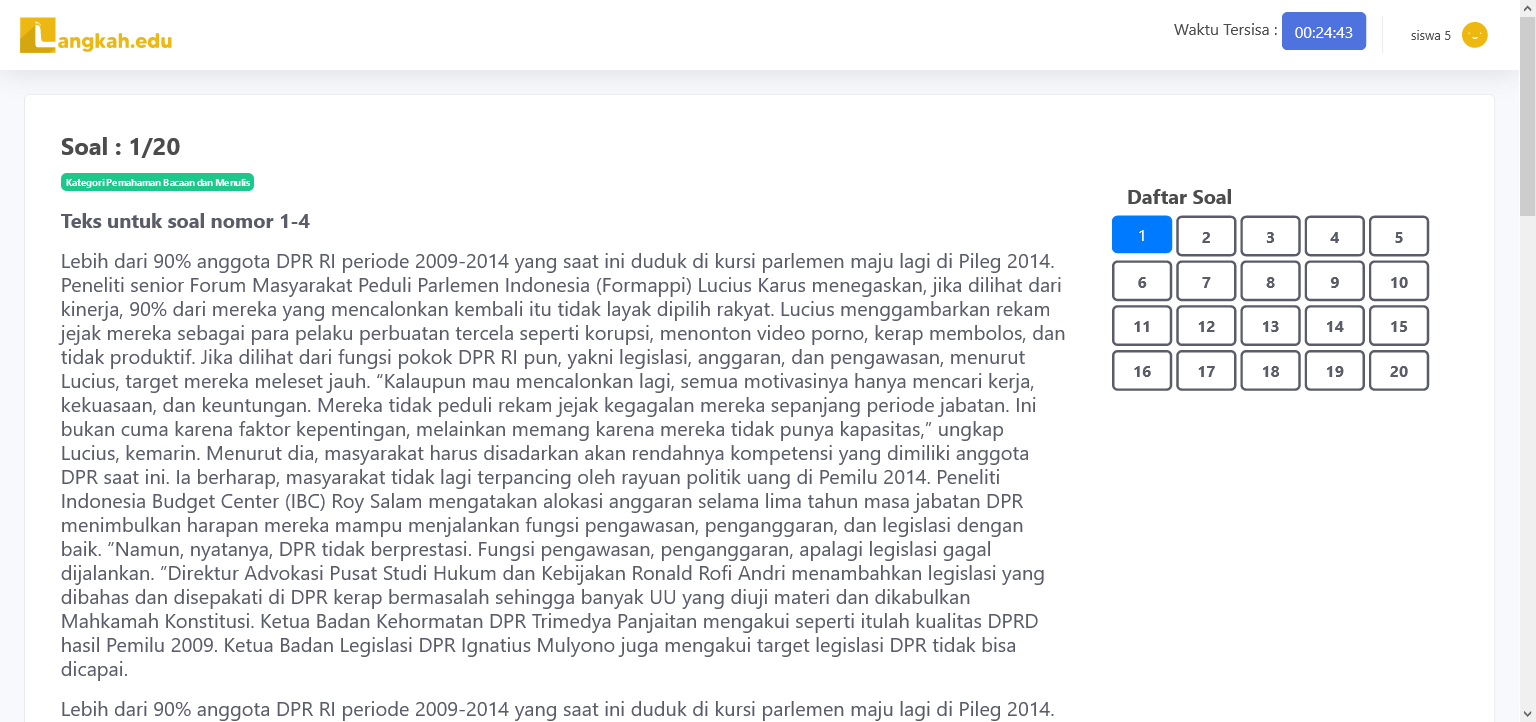 Langkah.edu
Waktu Tersisa :
00:24:43
siswa 5
Soal : 1/20
Kategori Pemahaman Bacaan dan Menulis
Teks untuk soal nomor 1-4
Lebih dari 90% anggota DPR RI periode 2009-2014 yang saat ini duduk di kursi parlemen maju lagi di Pileg 2014.
Peneliti senior Forum Masyarakat Peduli Parlemen Indonesia (Formappi) Lucius Karus menegaskan, jika dilihat dari
kinerja, 90% dari mereka yang mencalonkan kembali itu tidak layak dipilih rakyat. Lucius menggambarkan rekam
jejak mereka sebagai para pelaku perbuatan tercela seperti korupsi, menonton video porno, kerap membolos, dan
tidak produktif. Jika dilihat dari fungsi pokok DPR RI pun, yakni legislasi, anggaran, dan pengawasan, menurut
Lucius, target mereka meleset jauh. “Kalaupun mau mencalonkan lagi, semua motivasinya hanya mencari kerja,
kekuasaan, dan keuntungan. Mereka tidak peduli rekam jejak kegagalan mereka sepanjang periode jabatan. Ini
bukan cuma karena faktor kepentingan, melainkan memang karena mereka tidak punya kapasitas,” ungkap
Lucius, kemarin. Menurut dia, masyarakat harus disadarkan akan rendahnya kompetensi yang dimiliki anggota
DPR saat ini. Ia berharap, masyarakat tidak lagi terpancing oleh rayuan politik uang di Pemilu 2014. Peneliti
Indonesia Budget Center (IBC) Roy Salam mengatakan alokasi anggaran selama lima tahun masa jabatan DPR
menimbulkan harapan mereka mampu menjalankan fungsi pengawasan, penganggaran, dan legislasi dengan
baik. ”Namun, nyatanya, DPR tidak berprestasi. Fungsi pengawasan, penganggaran, apalagi legislasi gagal
dijalankan. ”Direktur Advokasi Pusat Studi Hukum dan Kebijakan Ronald Rofi Andri menambahkan legislasi yang
dibahas dan disepakati di DPR kerap bermasalah sehingga banyak UU yang diuji materi dan dikabulkan
Mahkamah Konstitusi. Ketua Badan Kehormatan DPR Trimedya Panjaitan mengakui seperti itulah kualitas DPRD
hasil Pemilu 2009. Ketua Badan Legislasi DPR Ignatius Mulyono juga mengakui target legislasi DPR tidak bisa
dicapai.
Lebih dari 90% anggota DPR RI periode 2009-2014 yang saat ini duduk di kursi parlemen maju lagi di Pileg 2014.
Daftar Soal
1 2 3 4 5
6 7 8 9 10
11 12 13 14 15
16 17 18 19 20